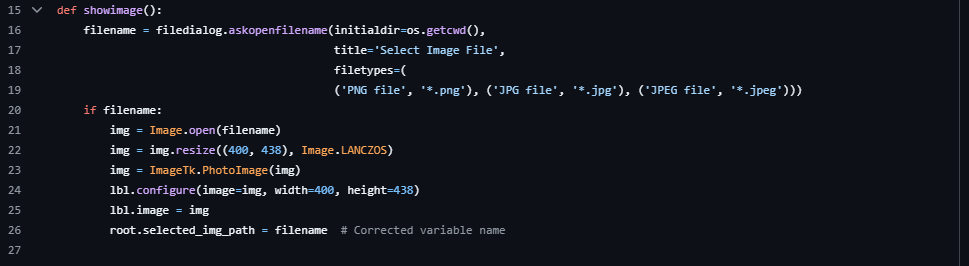 15 def showimage():
16     filename = filedialog.askopenfilename(initialdir=os.getcwd(),
17                                           title='Select Image File',
18                                           filetypes=(
19                                           ('PNG file', '*.png'), ('JPG file', '*.jpg'), ('JPEG file', '*.jpeg')))
20     if filename:
21         img = Image.open(filename)
22         img = img.resize((400, 438), Image.LANCZOS)
23         img = ImageTk.PhotoImage(img)
24         lbl.configure(image=img, width=400, height=438)
25         lbl.image = img
26         root.selected_img_path = filename  # Corrected variable name
27